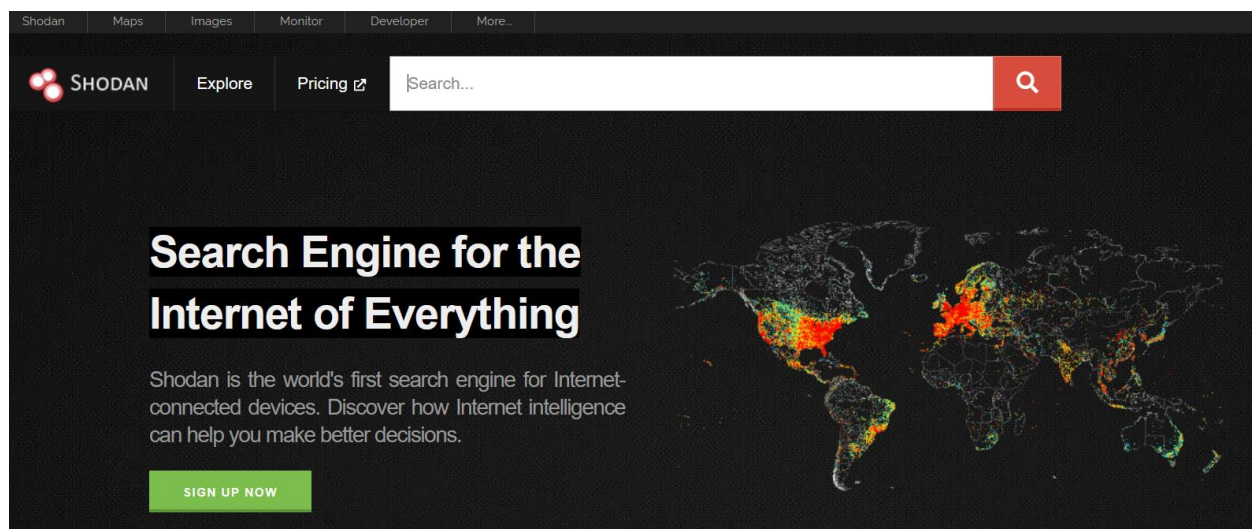 Shodan Maps Images Monitor Developer More...
SHODAN Explore Pricing Search...
Search Engine for the
Internet of Everything
Shodan is the world's first search engine for Internet-
connected devices. Discover how Internet intelligence
can help you make better decisions.
SIGN UP NOW